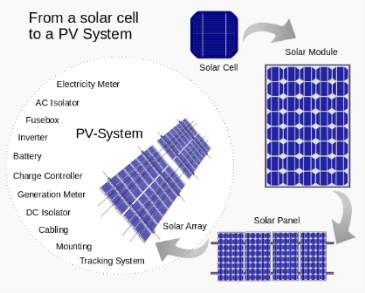 From a solar cell
to a PV System
Solar Cell
Solar Module
Solar Panel
Solar Array
PV-System
Electricity Meter
AC Isolator
Fusebox
Inverter
Battery
Charge Controller
Generation Meter
DC Isolator
Cabling
Mounting
Tracking System